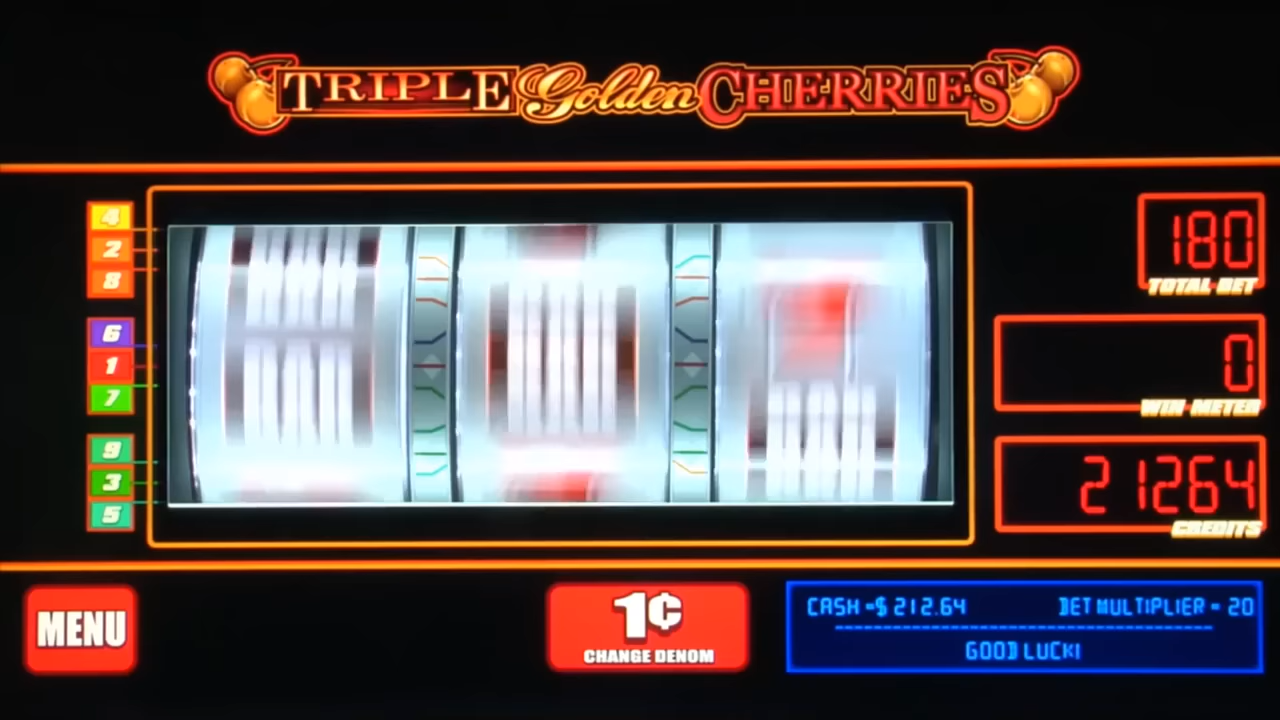 TRIPLE Golden CHERRIES
4
2
8
6
1
7
9
3
5
180
TOTAL BET
0
WIN METER
21264
CREDITS
MENU
1¢
CHANGE DENOM
CASH =$ 212.64 BET MULTIPLIER = 20
GOOD LUCK!